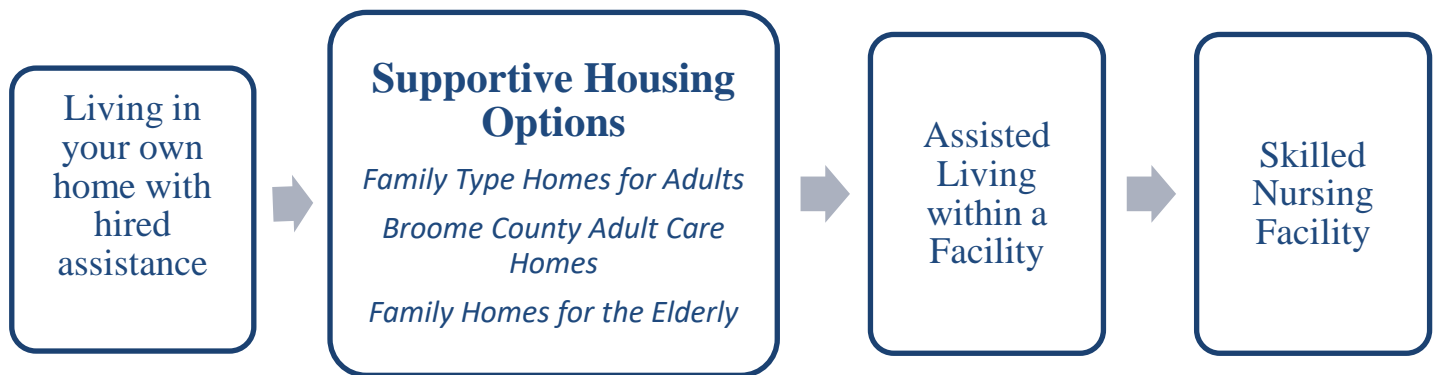 Living in
your own
home with
hired
assistance
Supportive Housing
Options
Family Type Homes for Adults
Broome County Adult Care
Homes
Family Homes for the Elderly
Assisted
Living
within a
Facility
Skilled
Nursing
Facility